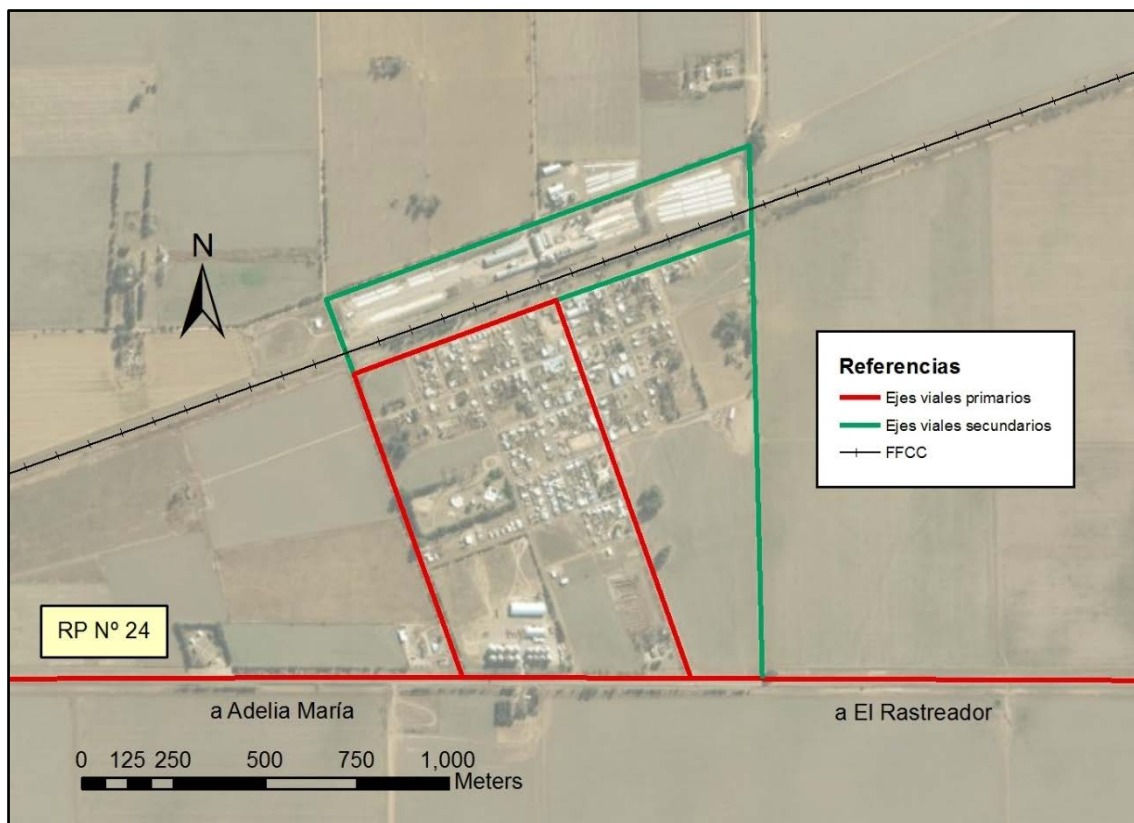 N
Referencias
Ejes viales primarios
Ejes viales secundarios
FFCC
RP Nº 24
a Adelia María
a El Rastreador
0 125 250 500 750 1,000
Meters